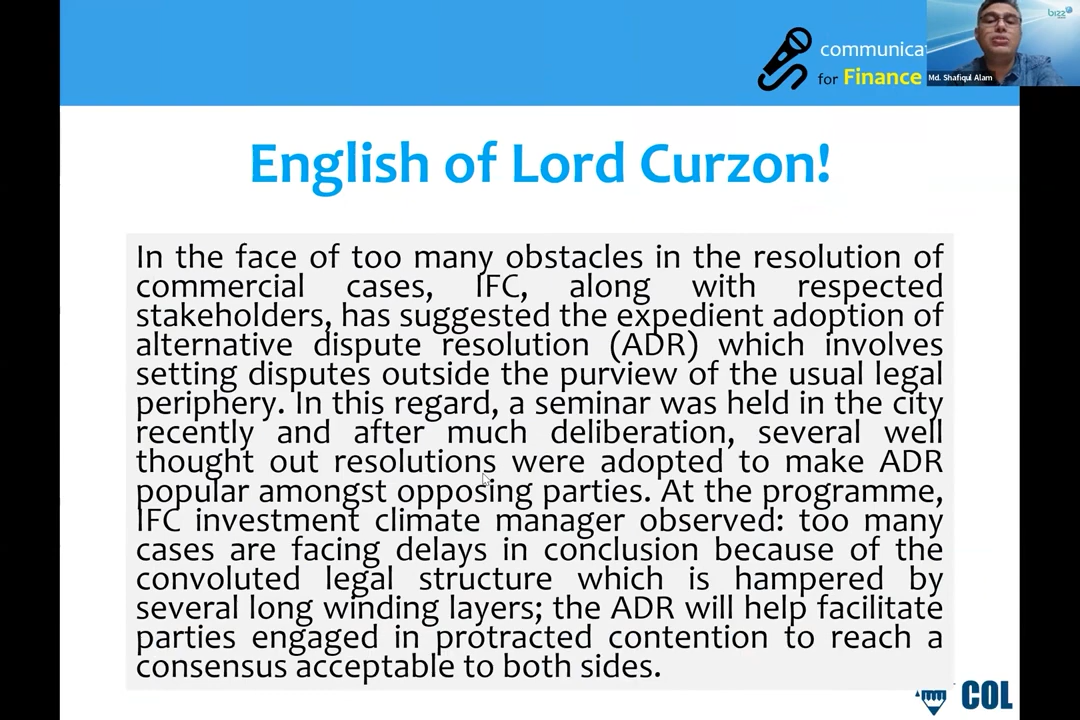 communica
for Finance
bizz
Md. Shafiqul Alam
English of Lord Curzon!
In the face of too many obstacles in the resolution of
commercial cases, IFC, along with respected
stakeholders, has suggested the expedient adoption of
alternative dispute resolution (ADR) which involves
setting disputes outside the purview of the usual legal
periphery. In this regard, a seminar was held in the city
recently and after much deliberation, several well
thought out resolutions were adopted to make ADR
popular amongst opposing parties. At the programme,
IFC investment climate manager observed: too many
cases are facing delays in conclusion because of the
convoluted legal structure which is hampered by
several long winding layers; the ADR will help facilitate
parties engaged in protracted contention to reach a
consensus acceptable to both sides.
COL